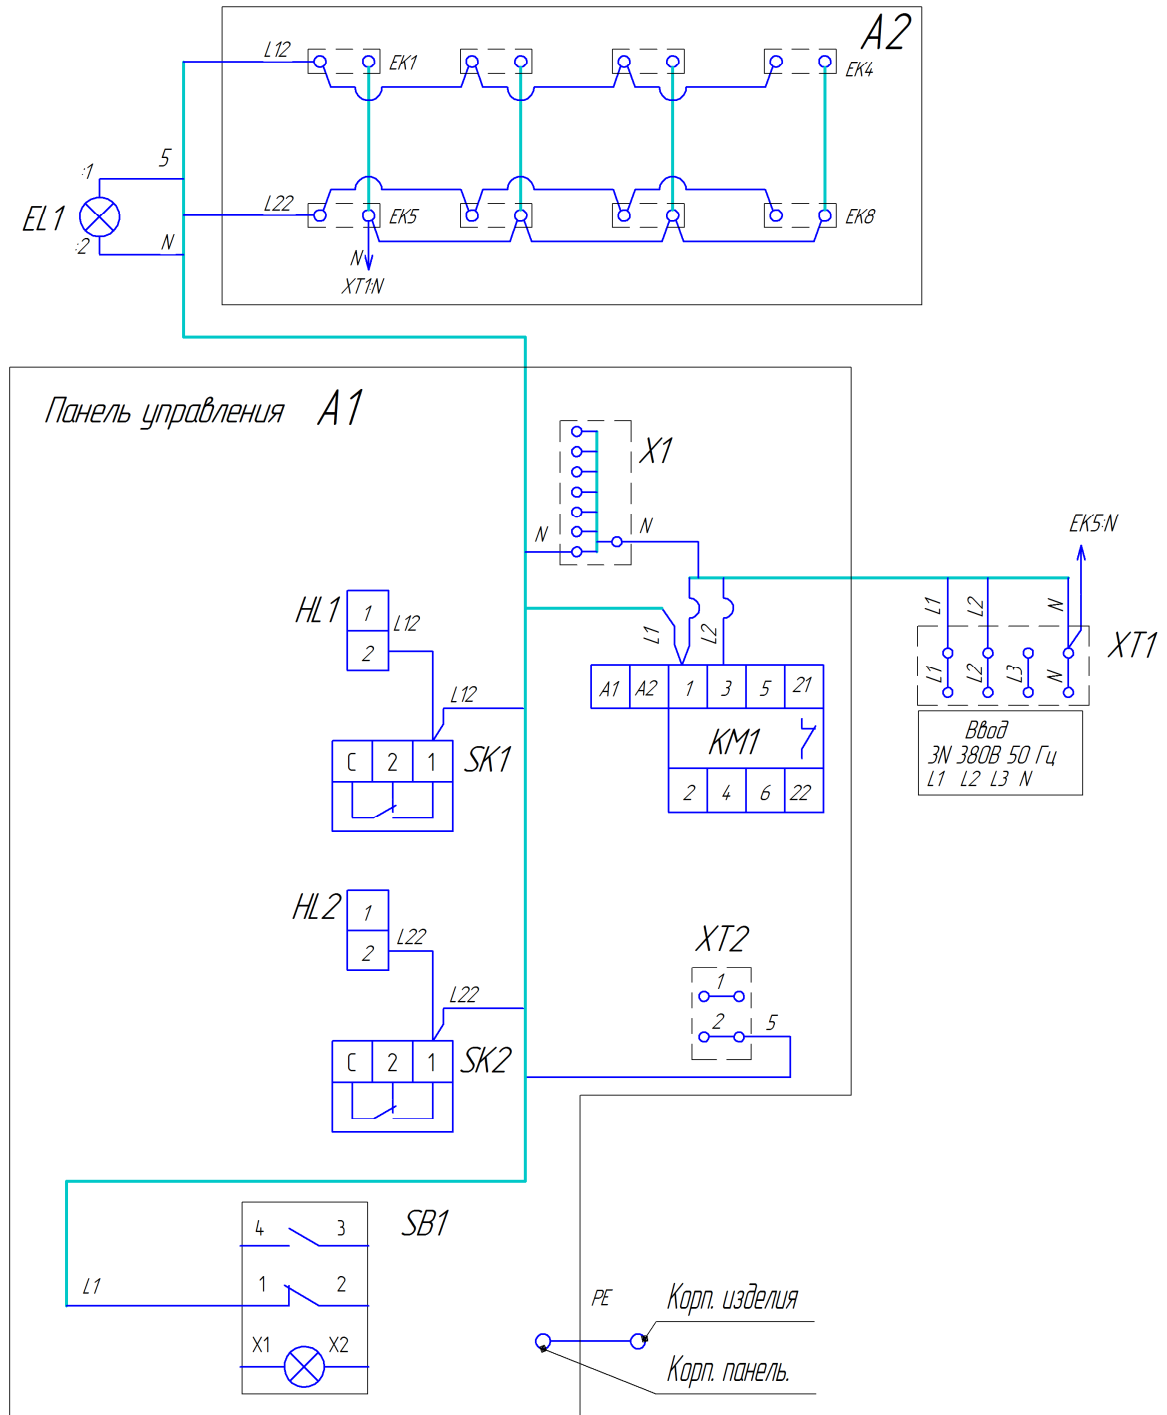 A2
L12
EK1
EK4
5
:1
EL1
L22
EK5
EK8
:2
N
N
XT1:N
Панель управления A1
X1
N
N
EK5:N
HL1
1
L12
2
L1
L2
L1
L2
N
XT1
L1
L2
L3
N
L12
A1
A2
1
3
5
21
Ввод
3N 380В 50 Гц
L1 L2 L3 N
C
2
1
SK1
KM1
2
4
6
22
HL2
1
L22
2
XT2
1
L22
2
5
C
2
1
SK2
SB1
4
3
1
2
L1
X1
X2
PE
Корп. изделия
Корп. панель.